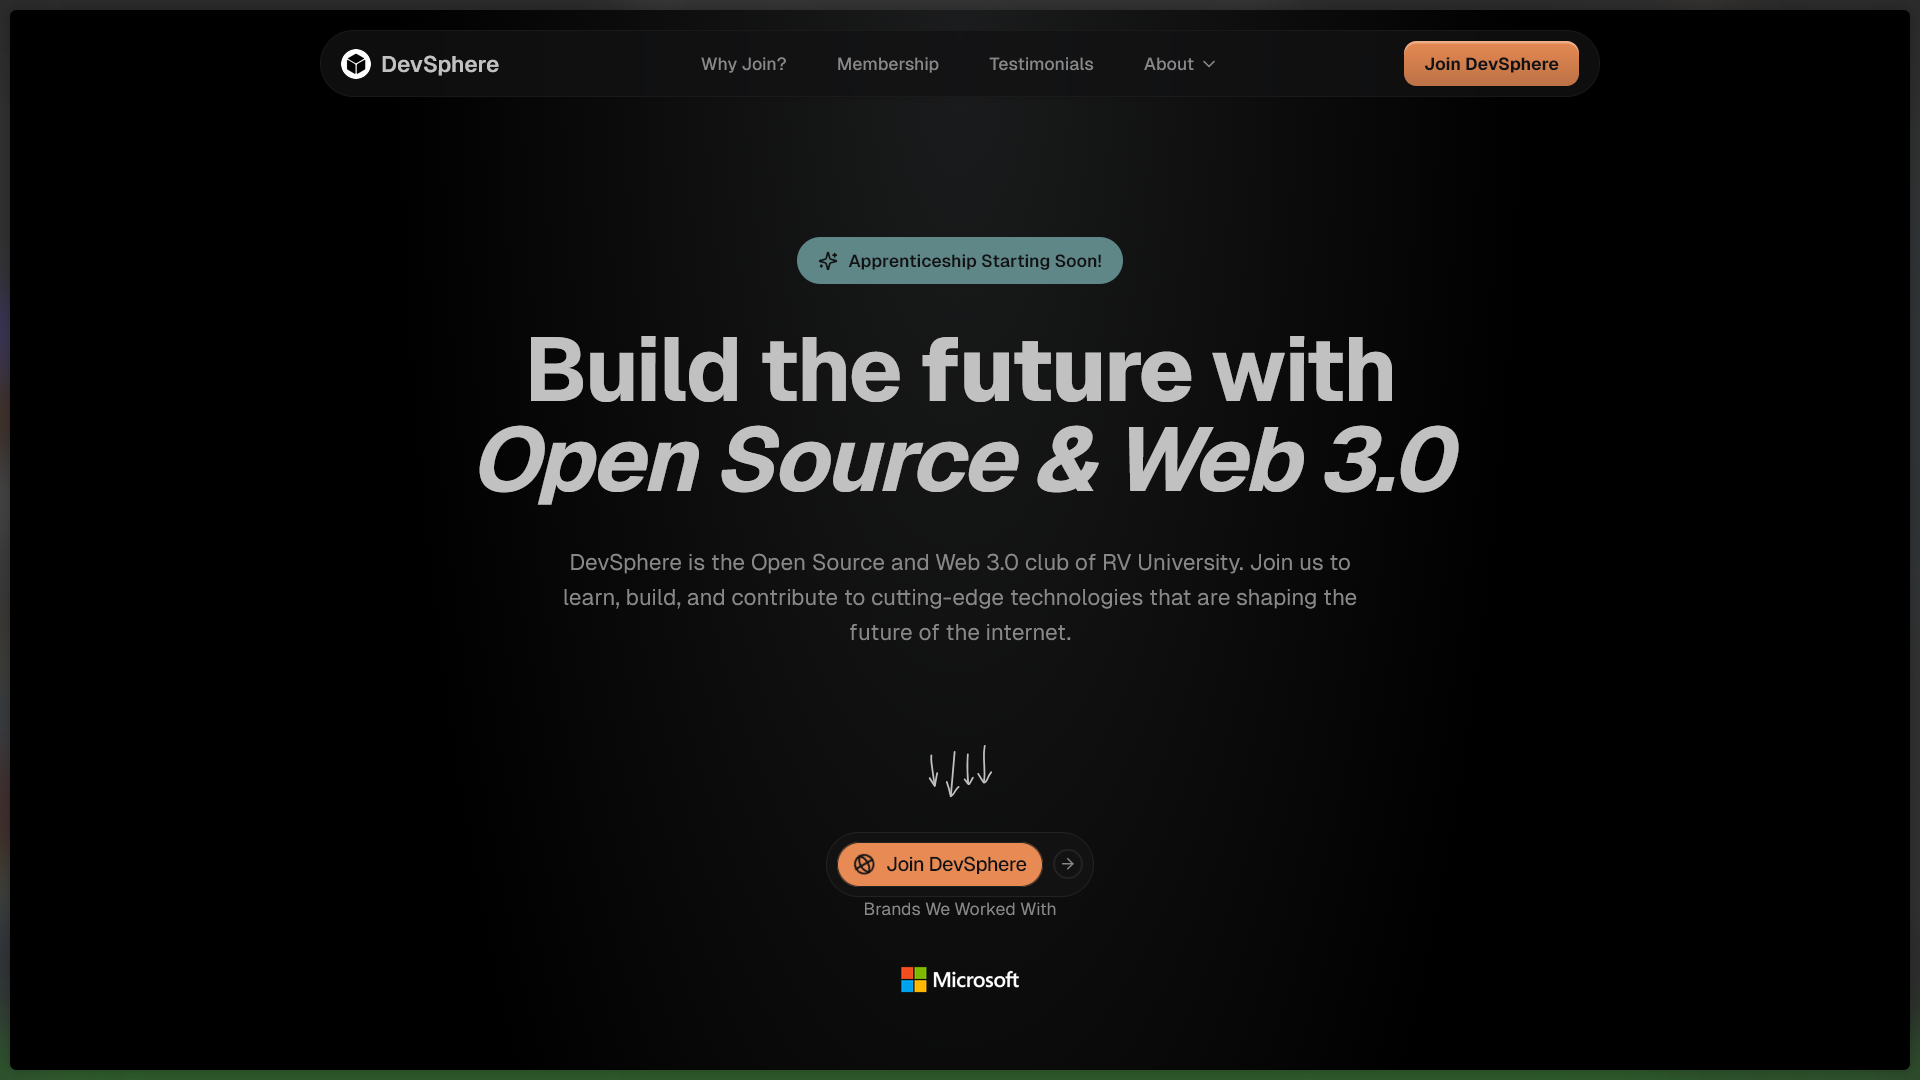 DevSphere
Why Join?
Membership
Testimonials
About
Join DevSphere
Apprenticeship Starting Soon!
Build the future with
Open Source & Web 3.0
DevSphere is the Open Source and Web 3.0 club of RV University. Join us to
learn, build, and contribute to cutting-edge technologies that are shaping the
future of the internet.
Join DevSphere
Brands We Worked With
Microsoft